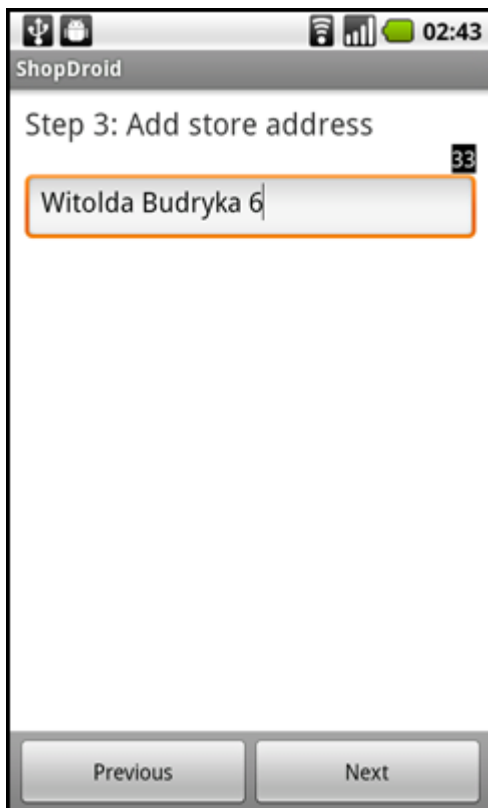 02:43
ShopDroid
Step 3: Add store address
33
Witolda Budryka 6
Previous
Next